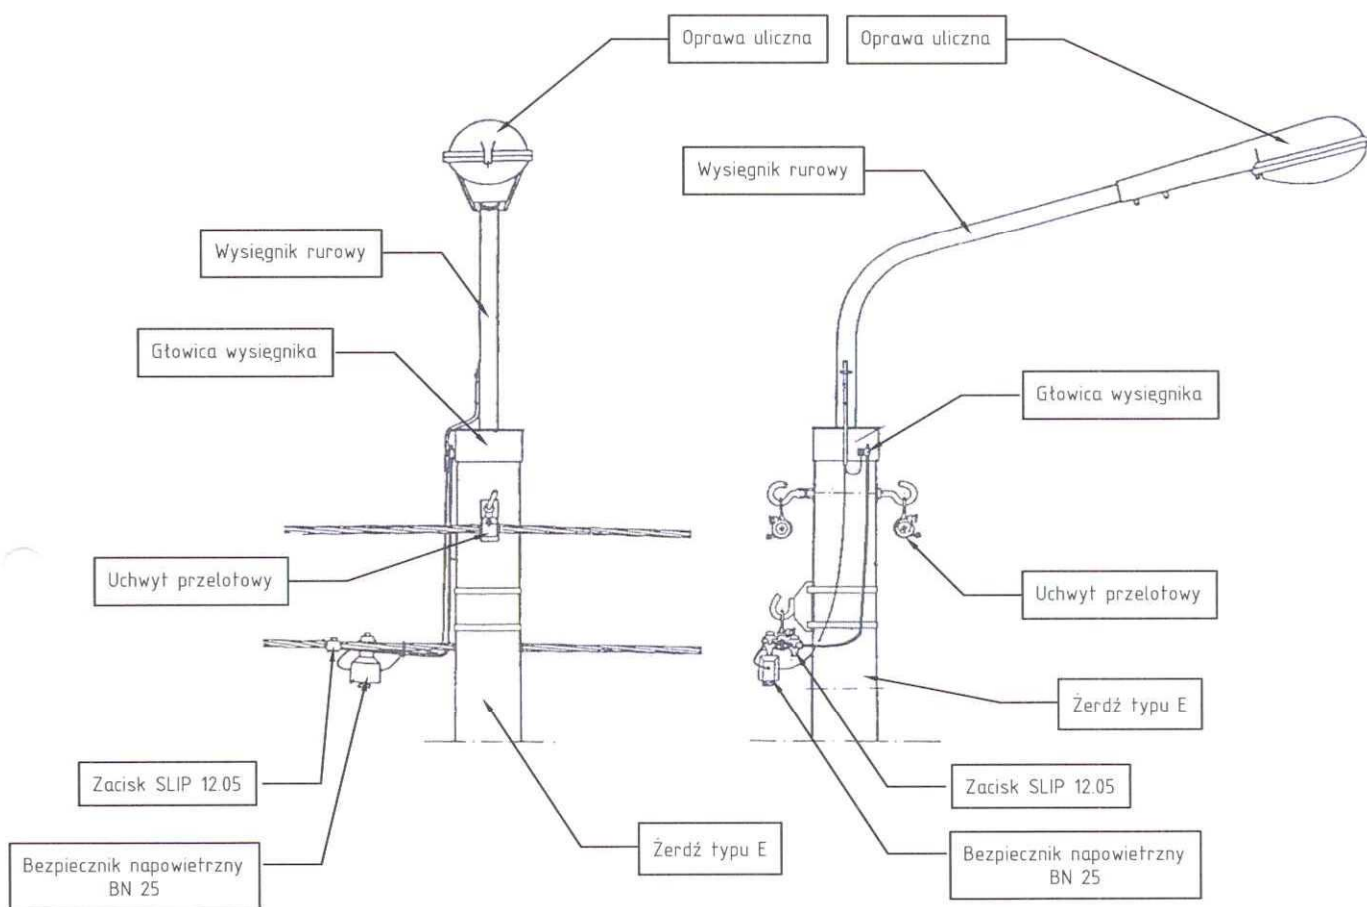 Oprawa uliczna
Oprawa uliczna
Wysięgnik rurowy
Wysięgnik rurowy
Głowica wysięgnika
Głowica wysięgnika
Uchwyt przelotowy
Uchwyt przelotowy
Żerdź typu E
Zacisk SLIP 12.05
Zacisk SLIP 12.05
Żerdź typu E
Bezpiecznik napowietrzny
BN 25
Bezpiecznik napowietrzny
BN 25